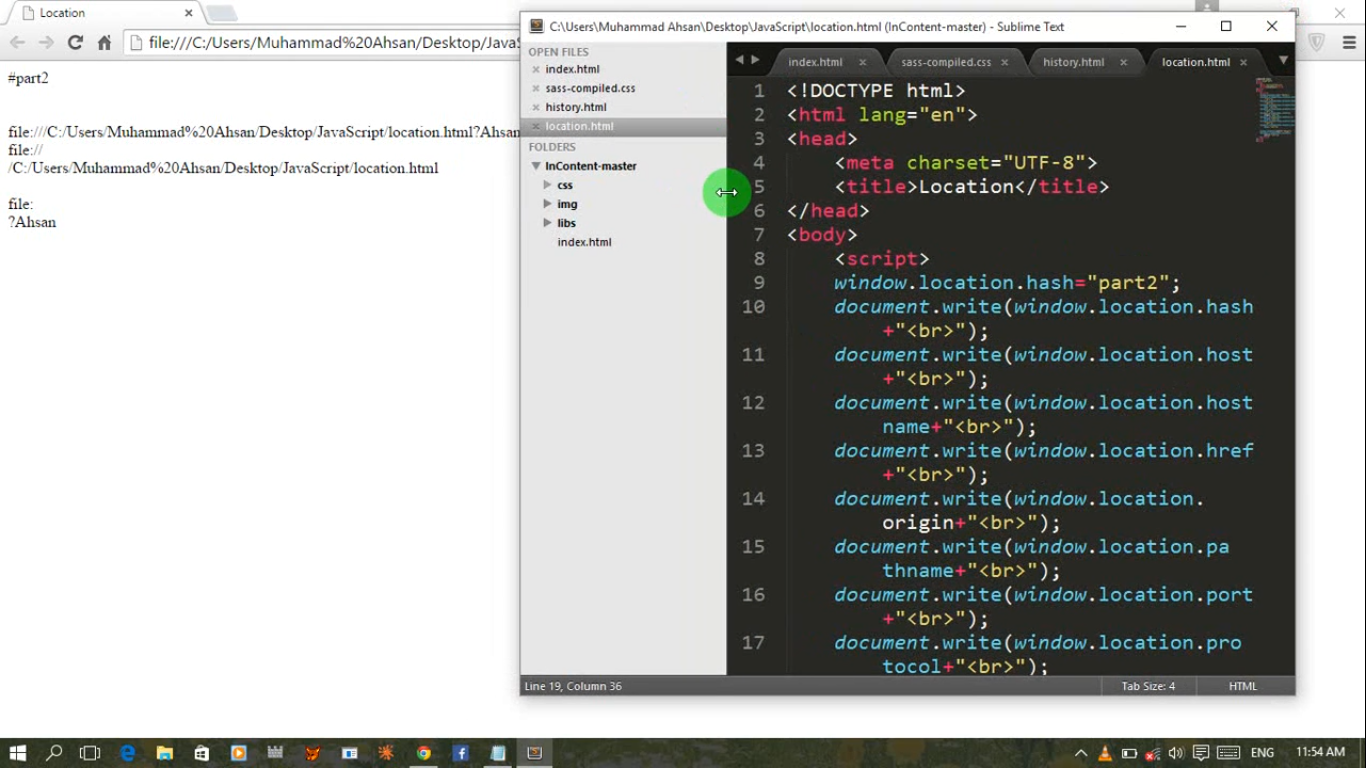 Location
file:///C:/Users/Muhammad%20Ahsan/Desktop/JavaS
#part2
file:///C:/Users/Muhammad%20Ahsan/Desktop/JavaScript/location.html?Ahsan
file://
/C:/Users/Muhammad%20Ahsan/Desktop/JavaScript/location.html
file:
?Ahsan
C:\Users\Muhammad Ahsan\Desktop\JavaScript\location.html (InContent-master) - Sublime Text
OPEN FILES
index.html
sass-compiled.css
history.html
location.html
FOLDERS
InContent-master
css
img
libs
index.html
index.html sass-compiled.css history.html location.html
1 <!DOCTYPE html>
2 <html lang="en">
3 <head>
4 <meta charset="UTF-8">
5 <title>Location</title>
6 </head>
7 <body>
8 <script>
9 window.location.hash="part2";
10 document.write(window.location.hash
+"<br>");
11 document.write(window.location.host
+"<br>");
12 document.write(window.location.host
name+"<br>");
13 document.write(window.location.href
+"<br>");
14 document.write(window.location.
origin+"<br>");
15 document.write(window.location.pa
thname+"<br>");
16 document.write(window.location.port
+"<br>");
17 document.write(window.location.pro
tocol+"<br>");
Line 19, Column 36
Tab Size: 4
HTML
ENG
11:54 AM